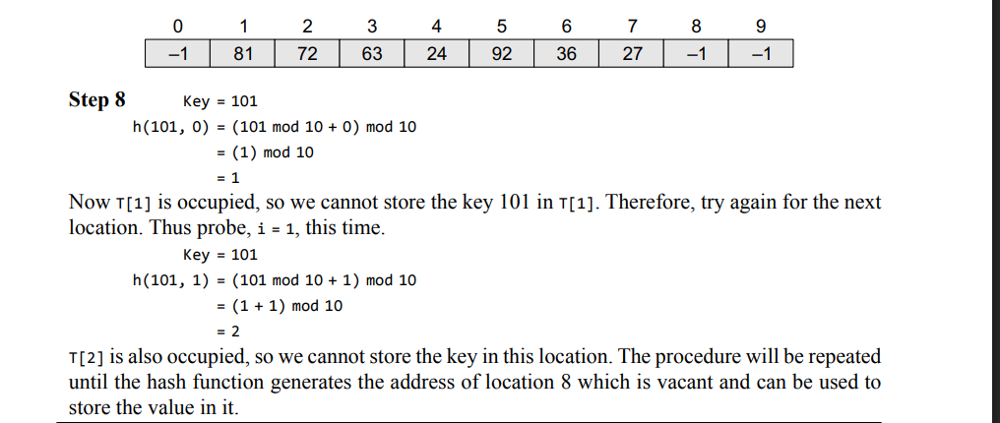 0 1 2 3 4 5 6 7 8 9
–1 81 72 63 24 92 36 27 –1 –1
Step 8 Key = 101
h(101, 0) = (101 mod 10 + 0) mod 10
= (1) mod 10
= 1
Now T[1] is occupied, so we cannot store the key 101 in T[1]. Therefore, try again for the next
location. Thus probe, i = 1, this time.
Key = 101
h(101, 1) = (101 mod 10 + 1) mod 10
= (1 + 1) mod 10
= 2
T[2] is also occupied, so we cannot store the key in this location. The procedure will be repeated
until the hash function generates the address of location 8 which is vacant and can be used to
store the value in it.